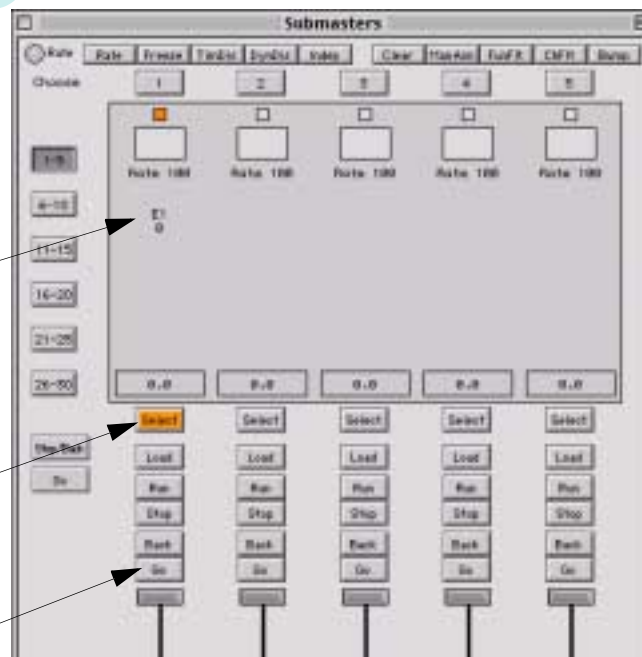 Submasters
Rate Rate Freeze TimDis DynDis Index Clear ManAssi FunFlt ChFlt Bump
Choose 1 2 3 4 5
1-5
Rate 100 Rate 100 Rate 100 Rate 100 Rate 100
6-10
E1
0
11-15
16-20
21-25
26-30 0.0 0.0 0.0 0.0 0.0
Select Select Select Select Select
Load Load Load Load Load
Go
Run Run Run Run Run
Stop Stop Stop Stop Stop
Back Back Back Back Back
Go Go Go Go Go